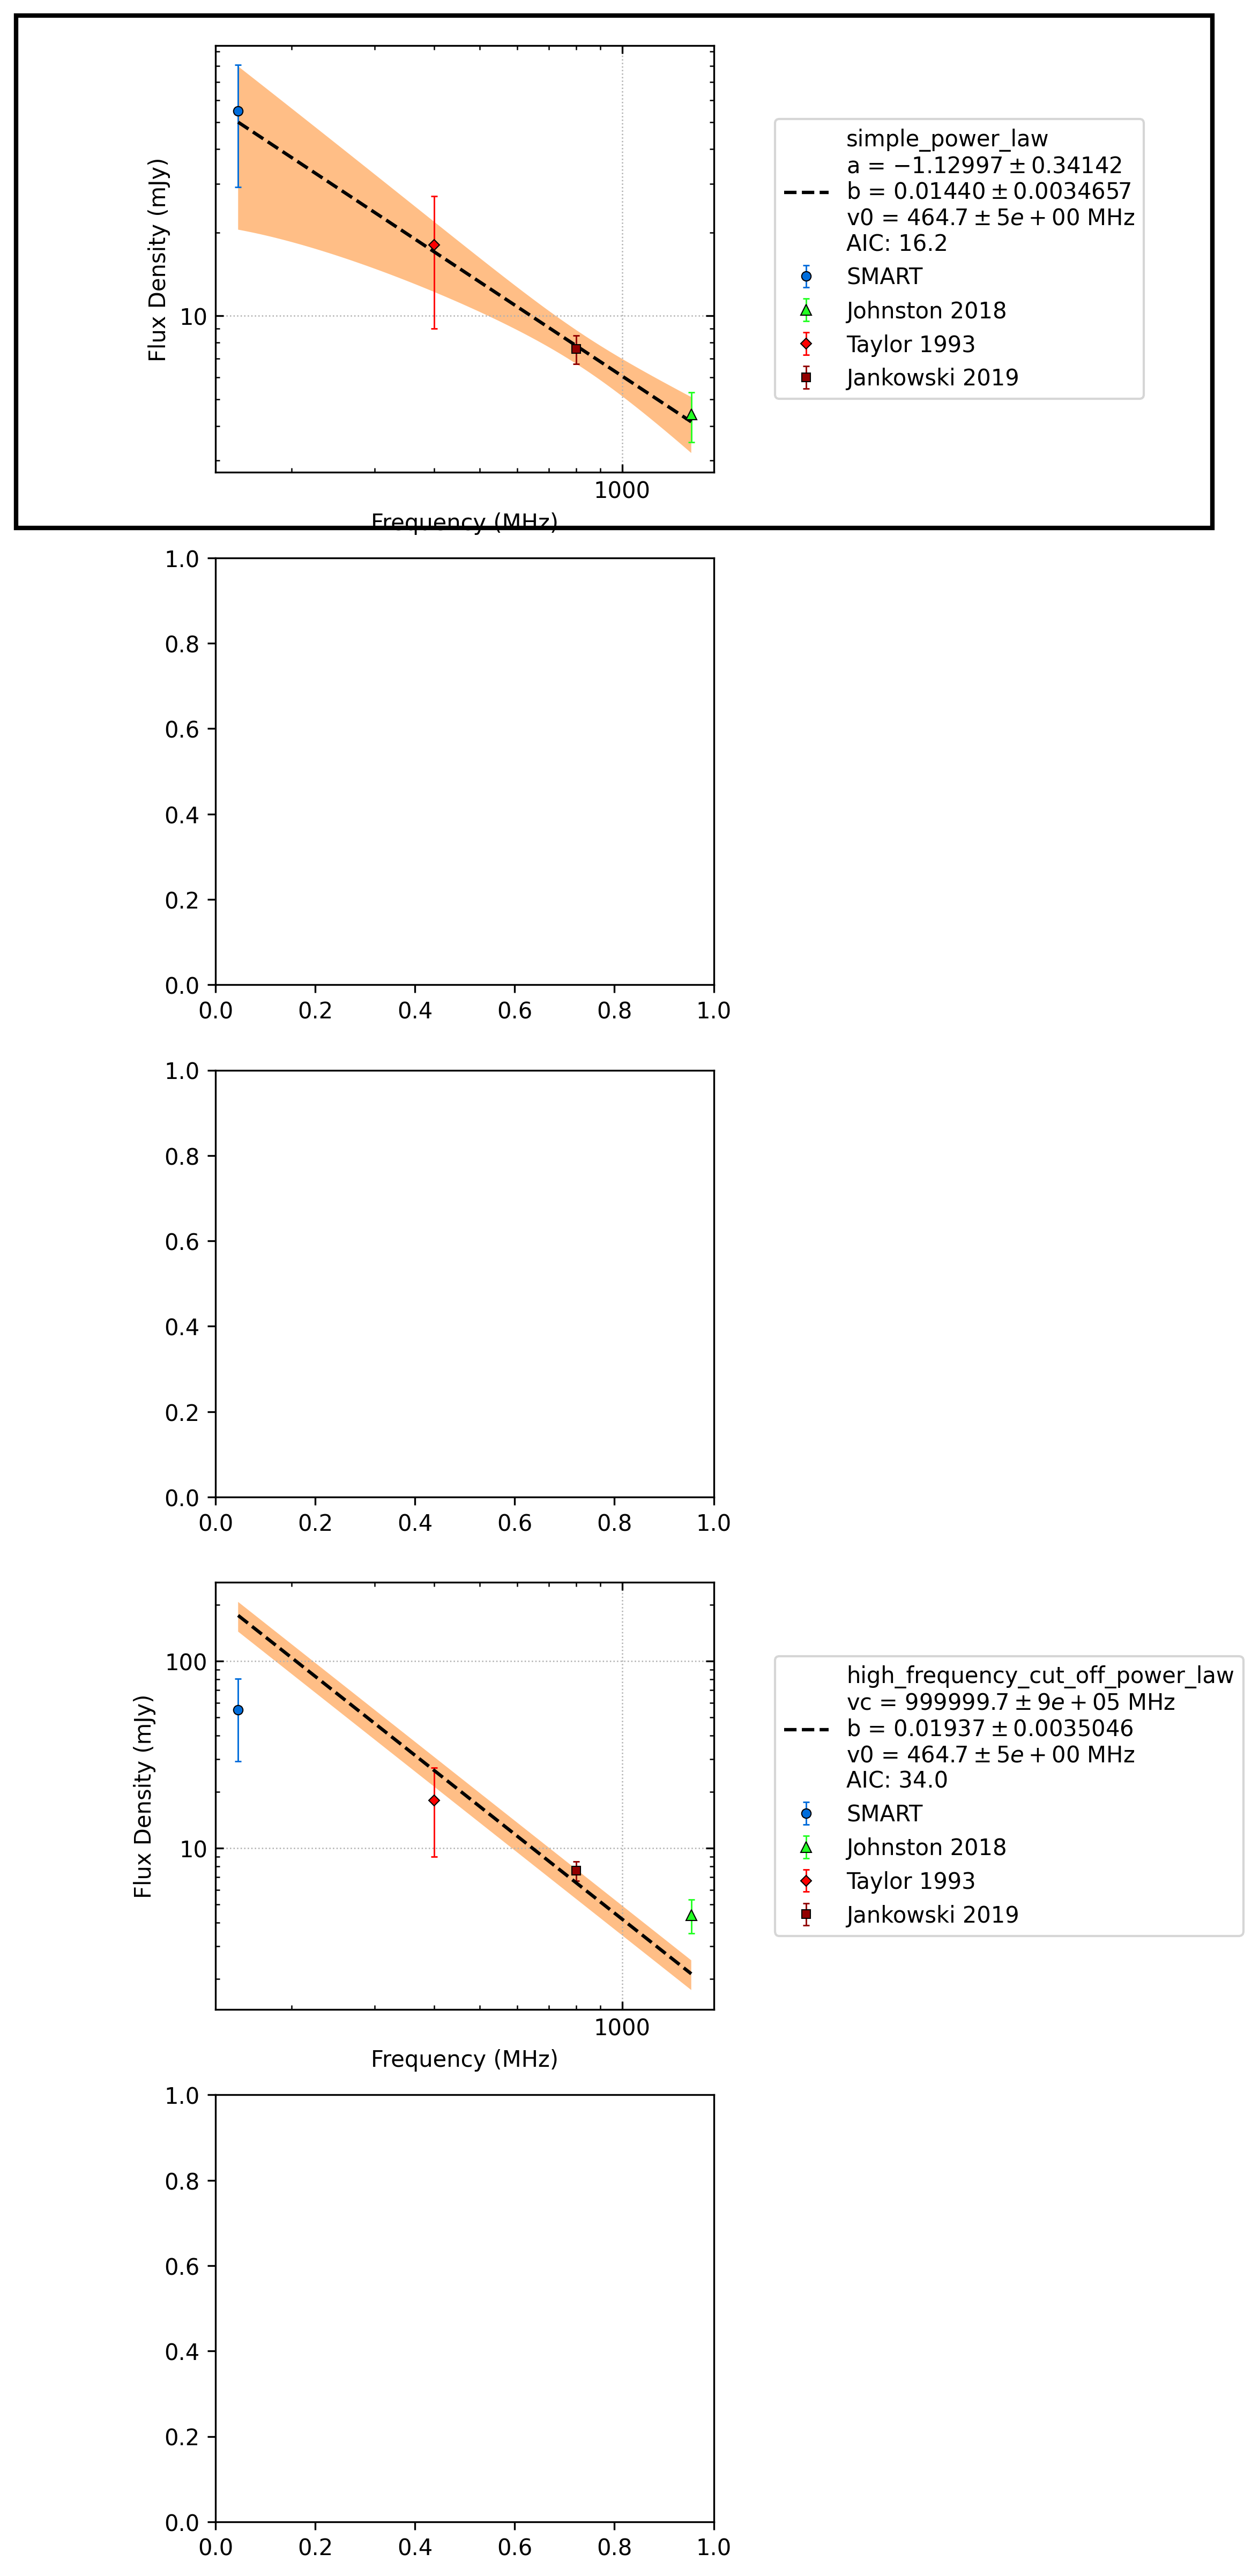 simple_power_law
a = −1.12997 ± 0.34142
b = 0.01440 ± 0.0034657
v0 = 464.7 ± 5e + 00 MHz
AIC: 16.2
SMART
Johnston 2018
Taylor 1993
Jankowski 2019
Flux Density (mJy)
10
1000
Frequency (MHz)
1.0
0.8
0.6
0.4
0.2
0.0
0.0 0.2 0.4 0.6 0.8 1.0
1.0
0.8
0.6
0.4
0.2
0.0
0.0 0.2 0.4 0.6 0.8 1.0
high_frequency_cut_off_power_law
vc = 999999.7 ± 9e + 05 MHz
b = 0.01937 ± 0.0035046
v0 = 464.7 ± 5e + 00 MHz
AIC: 34.0
SMART
Johnston 2018
Taylor 1993
Jankowski 2019
Flux Density (mJy)
100
10
1000
Frequency (MHz)
1.0
0.8
0.6
0.4
0.2
0.0
0.0 0.2 0.4 0.6 0.8 1.0